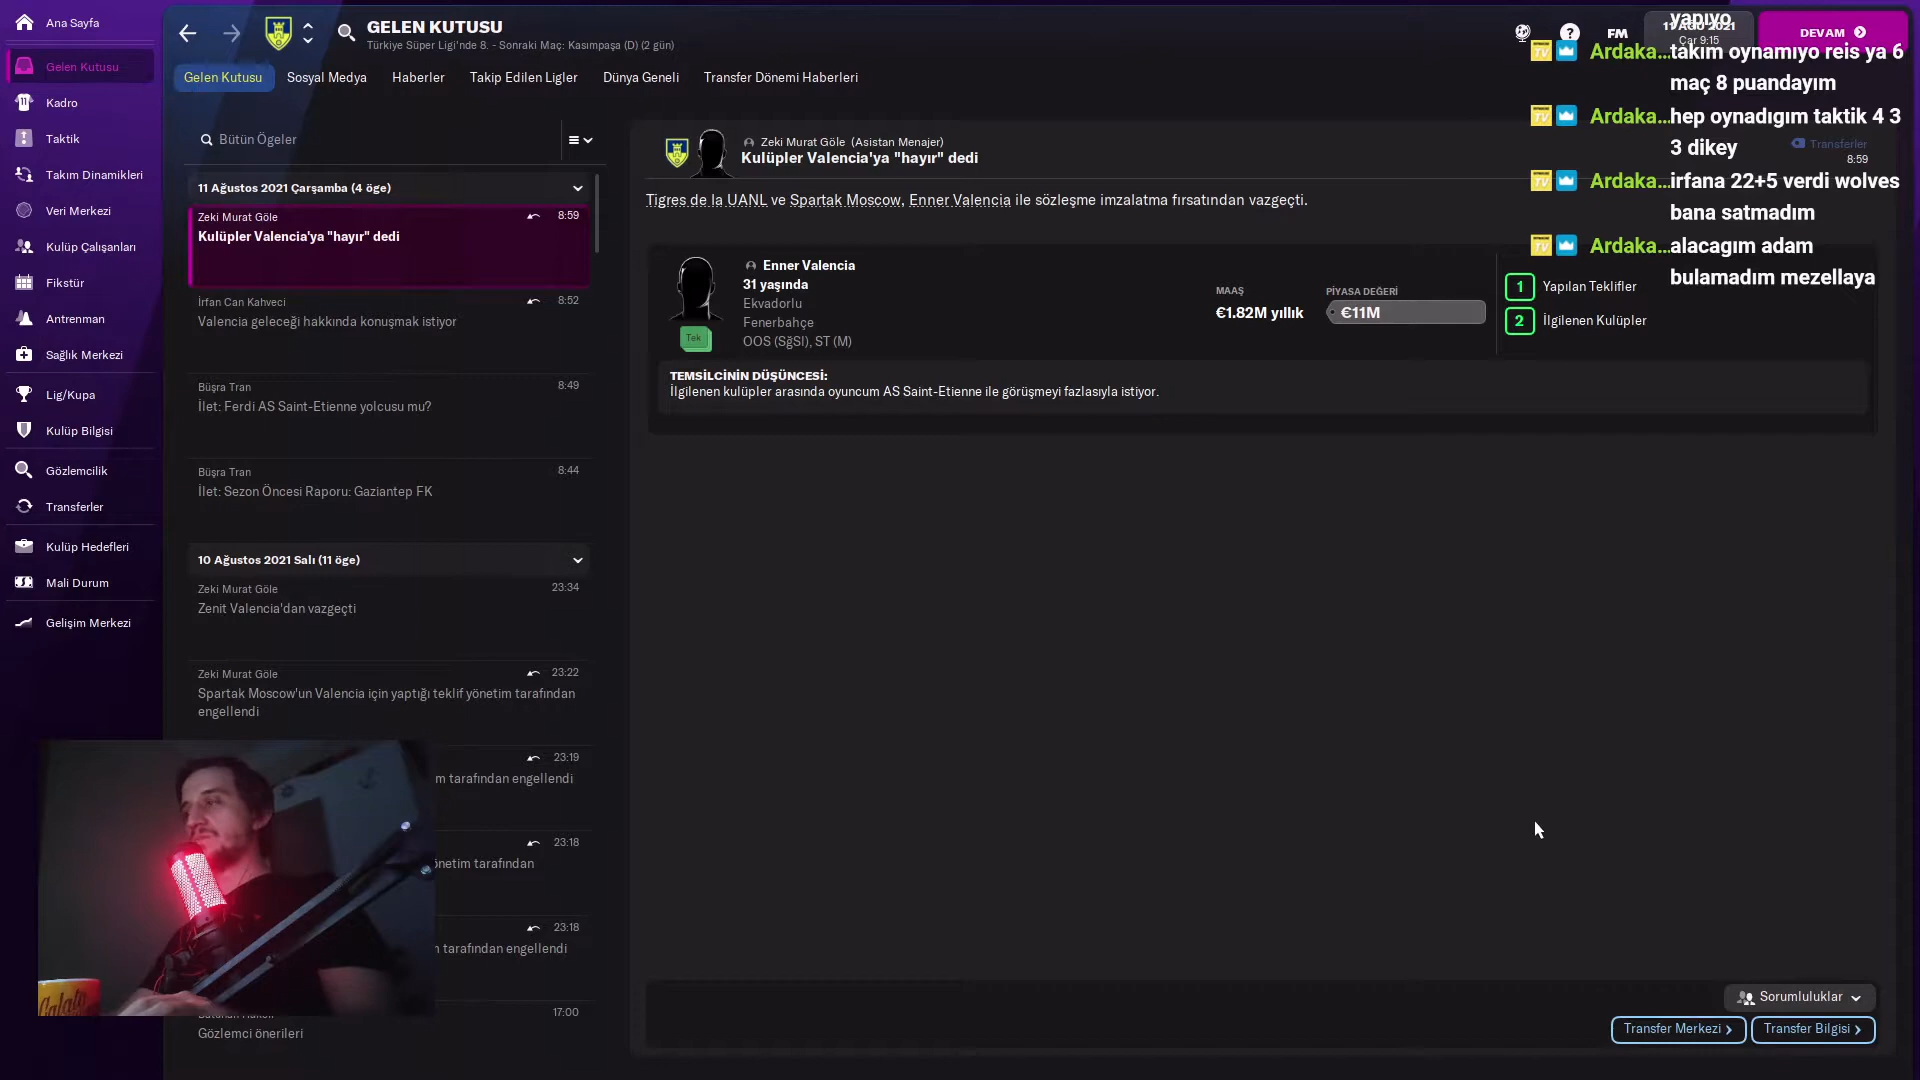 Ana Sayfa
Gelen Kutusu
Kadro
Taktik
Takım Dinamikleri
Veri Merkezi
Kulüp Çalışanları
Fikstür
Antrenman
Sağlık Merkezi
Lig/Kupa
Kulüp Bilgisi
Gözlemcilik
Transferler
Kulüp Hedefleri
Mali Durum
Gelişim Merkezi
GELEN KUTUSU
Türkiye Süper Ligi'nde 8. - Sonraki Maç: Kasımpaşa (D) (2 gün)
FM
11 AĞU 2021
Çar 9:15
DEVAM
Gelen Kutusu Sosyal Medya Haberler Takip Edilen Ligler Dünya Geneli Transfer Dönemi Haberleri
Bütün Ögeler
11 Ağustos 2021 Çarşamba (4 öge)
Zeki Murat Göle 8:59
Kulüpler Valencia'ya "hayır" dedi
İrfan Can Kahveci 8:52
Valencia geleceği hakkında konuşmak istiyor
Büşra Tran 8:49
İlet: Ferdi AS Saint-Etienne yolcusu mu?
Büşra Tran 8:44
İlet: Sezon Öncesi Raporu: Gaziantep FK
10 Ağustos 2021 Salı (11 öge)
Zeki Murat Göle 23:34
Zenit Valencia'dan vazgeçti
Zeki Murat Göle 23:22
Spartak Moscow'un Valencia için yaptığı teklif yönetim tarafından
engellendi
23:19
tarafından engellendi
23:18
tarafından
23:18
tarafından engellendi
17:00
Gözlemci önerileri
Zeki Murat Göle (Asistan Menajer)
Kulüpler Valencia'ya "hayır" dedi
Transferler
8:59
Tigres de la UANL ve Spartak Moscow, Enner Valencia ile sözleşme imzalatma fırsatından vazgeçti.
Enner Valencia
31 yaşında
Ekvadorlu
Fenerbahçe
OOS (SğSl), ST (M)
Tek
MAAŞ
€1.82M yıllık
PİYASA DEĞERİ
€11M
1 Yapılan Teklifler
2 İlgilenen Kulüpler
TEMSİLCİNİN DÜŞÜNCESİ:
İlgilenen kulüpler arasında oyuncum AS Saint-Etienne ile görüşmeyi fazlasıyla istiyor.
Sorumluluklar
Transfer Merkezi
Transfer Bilgisi
yapıyo
Ardaka... takım oynamıyo reis ya 6
maç 8 puandayım
Ardaka... hep oynadıgım taktik 4 3
3 dikey
Ardaka... irfana 22+5 verdi wolves
bana satmadım
Ardaka... alacagım adam
bulamadım mezellaya